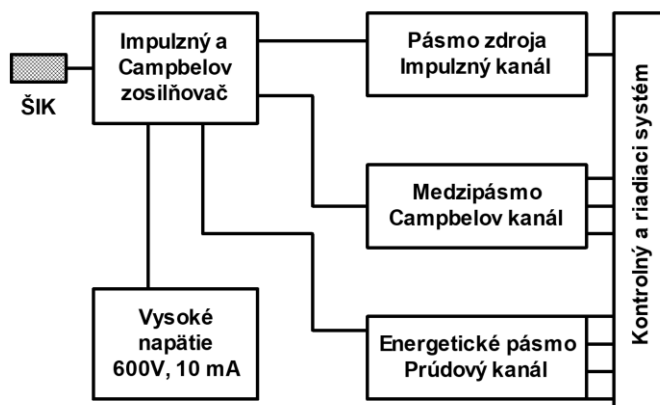 Impulzný a
Campbelov
zosilňovač
ŠIK
Pásmo zdroja
Impulzný kanál
Medzipásmo
Campbelov kanál
Vysoké
napätie
600V, 10 mA
Energetické pásmo
Prúdový kanál
Kontrolný a riadiaci systém